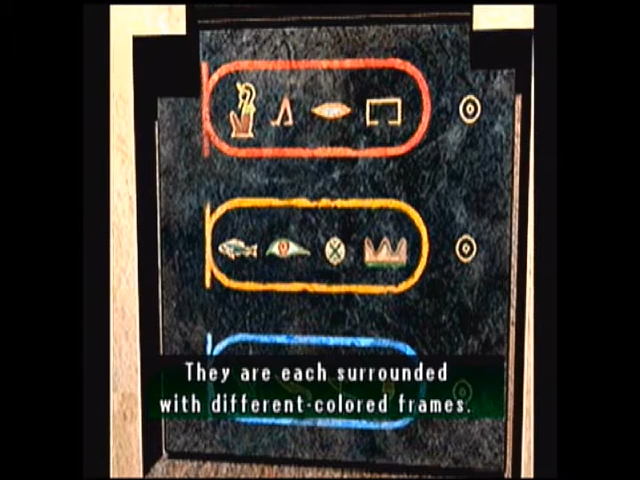 They are each surrounded
with different-colored frames.